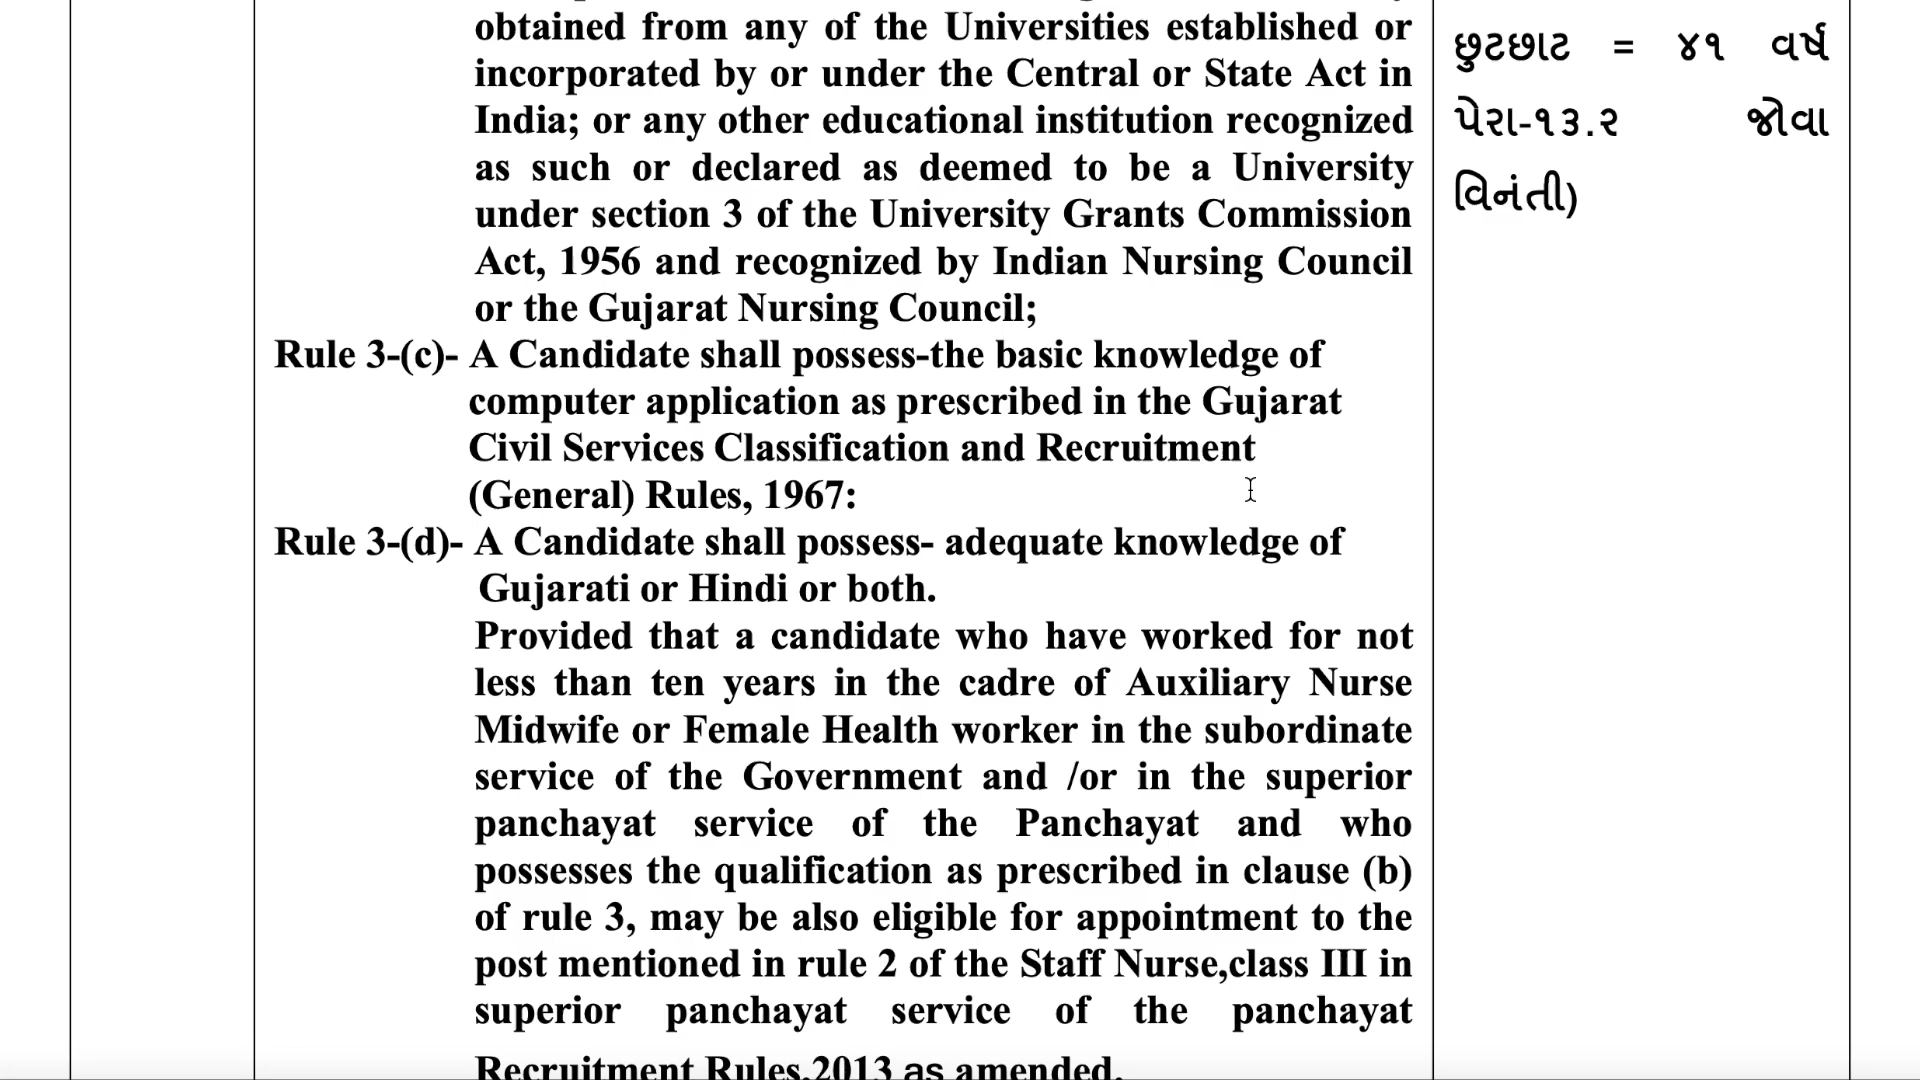 obtained from any of the Universities established or
incorporated by or under the Central or State Act in
India; or any other educational institution recognized
as such or declared as deemed to be a University
under section 3 of the University Grants Commission
Act, 1956 and recognized by Indian Nursing Council
or the Gujarat Nursing Council;
Rule 3-(c)- A Candidate shall possess-the basic knowledge of
computer application as prescribed in the Gujarat
Civil Services Classification and Recruitment
(General) Rules, 1967:
Rule 3-(d)- A Candidate shall possess- adequate knowledge of
Gujarati or Hindi or both.
Provided that a candidate who have worked for not
less than ten years in the cadre of Auxiliary Nurse
Midwife or Female Health worker in the subordinate
service of the Government and /or in the superior
panchayat service of the Panchayat and who
possesses the qualification as prescribed in clause (b)
of rule 3, may be also eligible for appointment to the
post mentioned in rule 2 of the Staff Nurse,class III in
superior panchayat service of the panchayat
Recruitment Rules,2013 as amended.
છુટછાટ = ૪૧ વર્ષ
પેરા-૧૩.૨ જોવા
વિનંતી)